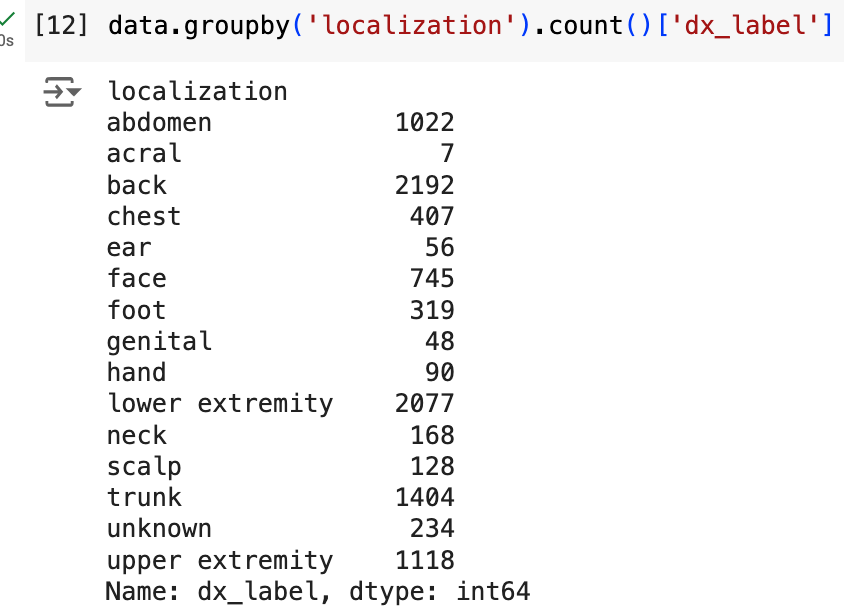 [12] data.groupby('localization').count()['dx_label']
0s
localization
abdomen 1022
acral 7
back 2192
chest 407
ear 56
face 745
foot 319
genital 48
hand 90
lower extremity 2077
neck 168
scalp 128
trunk 1404
unknown 234
upper extremity 1118
Name: dx_label, dtype: int64